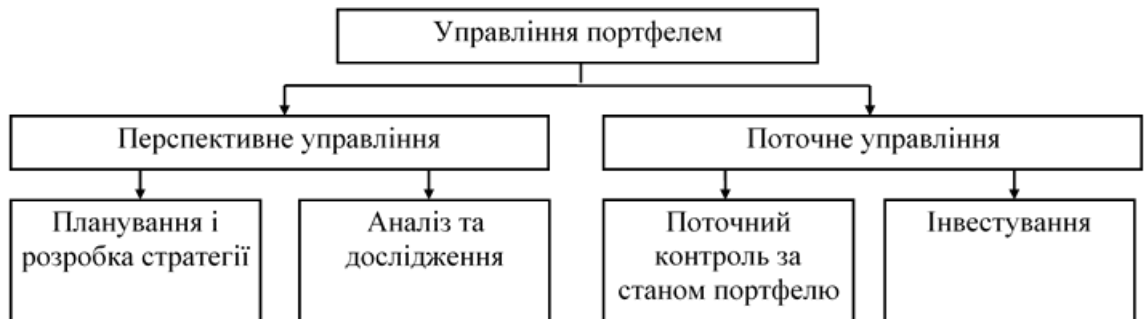 Управління портфелем
Перспективне управління
Поточне управління
Планування і
розробка стратегії
Аналіз та
дослідження
Поточний
контроль за
станом портфелю
Інвестування